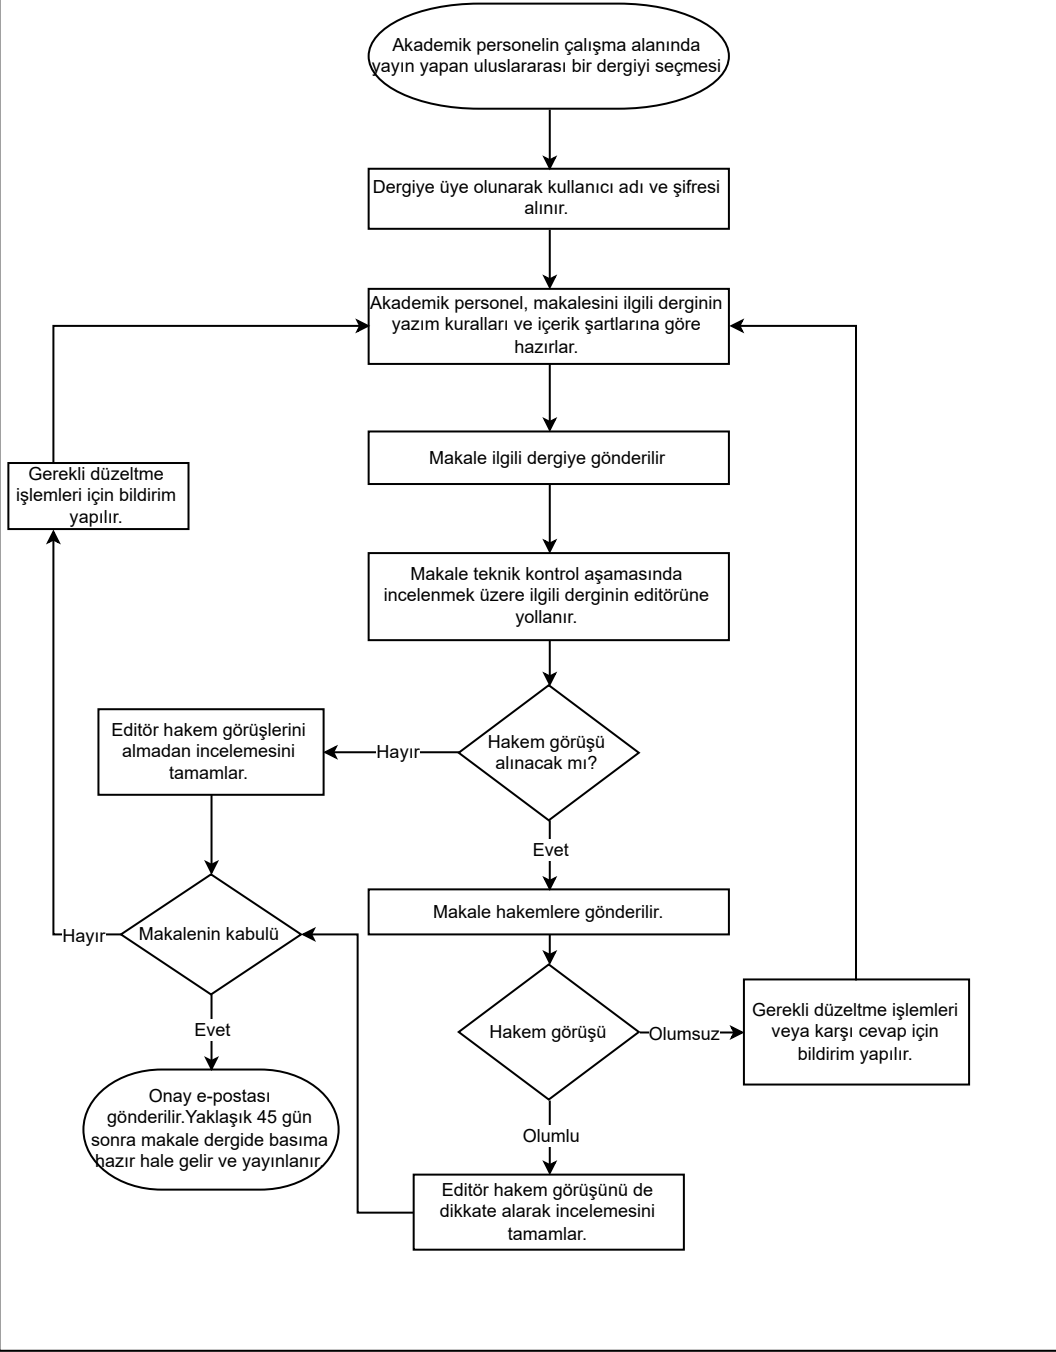 Akademik personelin çalışma alanında
yayın yapan uluslararası bir dergiyi seçmesi
Dergiye üye olunarak kullanıcı adı ve şifresi
alınır.
Akademik personel, makalesini ilgili derginin
yazım kuralları ve içerik şartlarına göre
hazırlar.
Makale ilgili dergiye gönderilir
Gerekli düzeltme
işlemleri için bildirim
yapılır.
Makale teknik kontrol aşamasında
incelenmek üzere ilgili derginin editörüne
yollanır.
Editör hakem görüşlerini
almadan incelemesini
tamamlar.
Hayır
Hakem görüşü
alınacak mı?
Evet
Makale hakemlere gönderilir.
Hayır
Makalenin kabulü
Evet
Hakem görüşü
Olumsuz
Gerekli düzeltme işlemleri
veya karşı cevap için
bildirim yapılır.
Onay e-postası
gönderilir.Yaklaşık 45 gün
sonra makale dergide basıma
hazır hale gelir ve yayınlanır.
Olumlu
Editör hakem görüşünü de
dikkate alarak incelemesini
tamamlar.